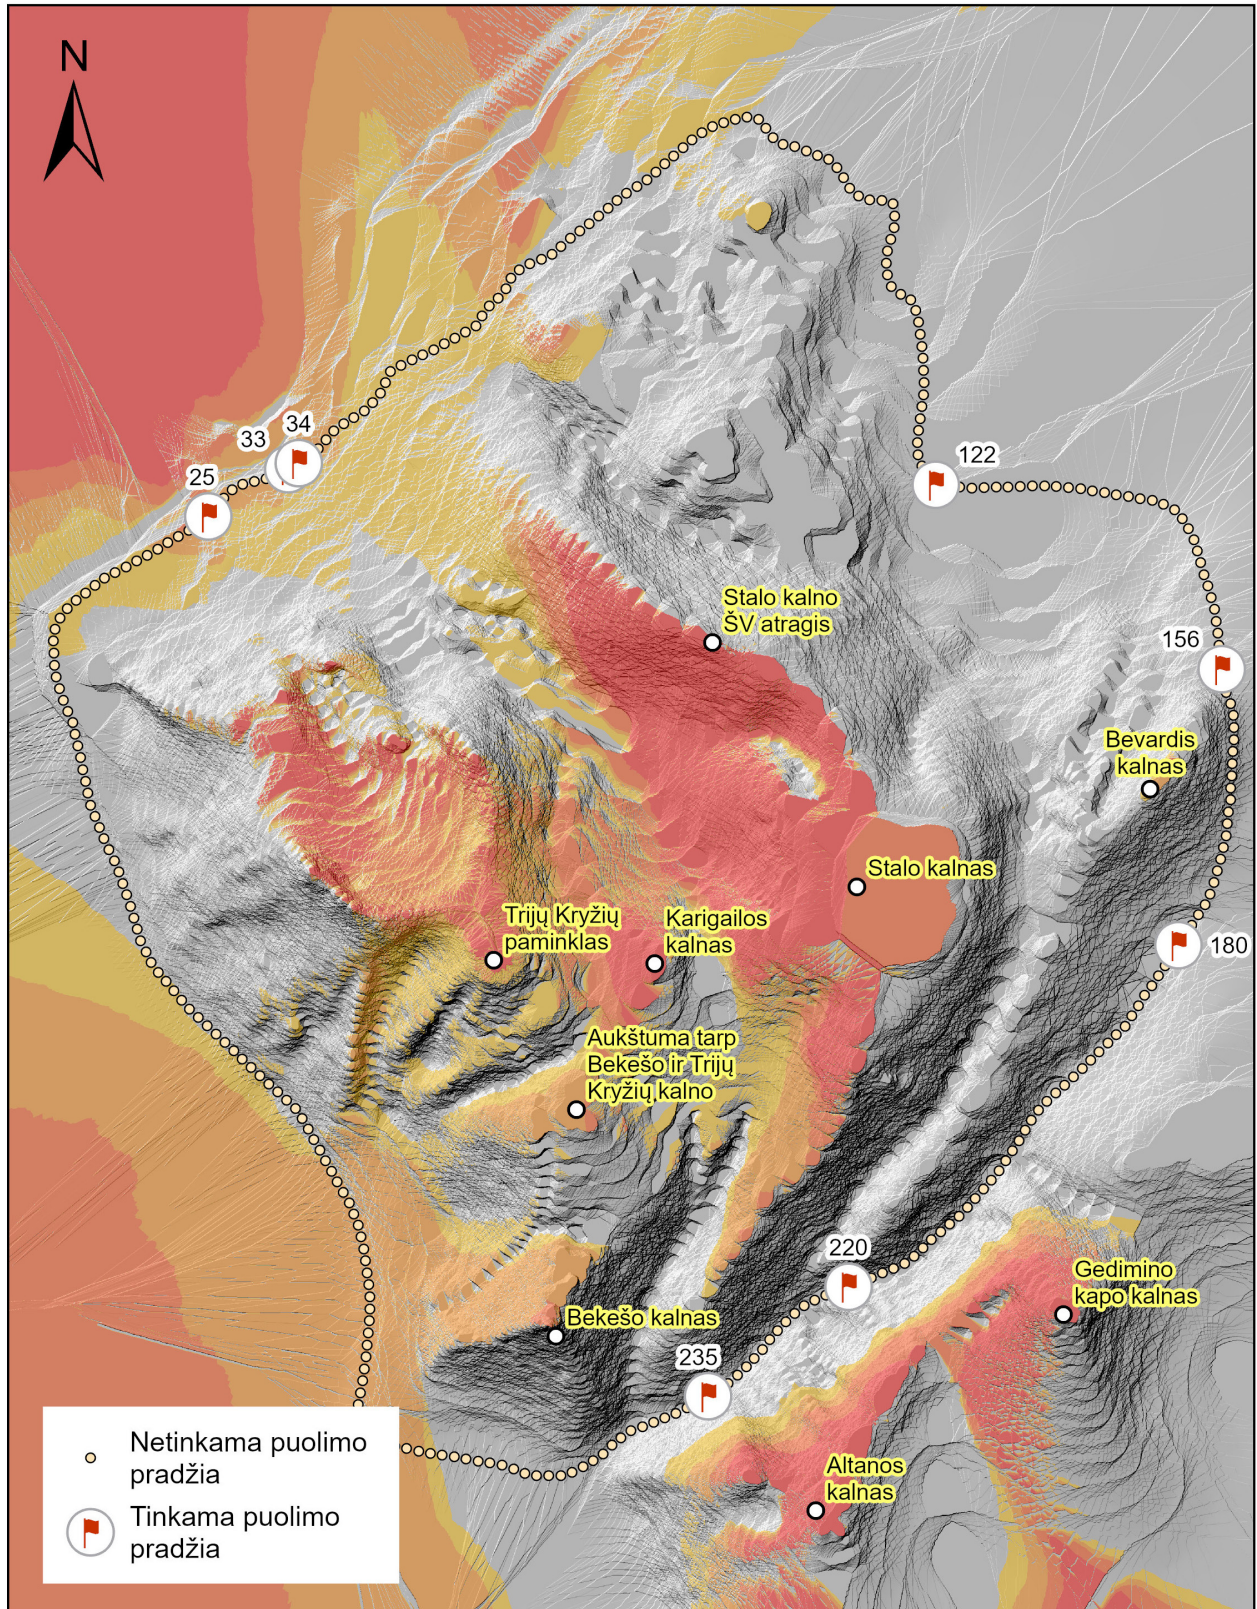 N
33
34
25
122
Stalo kalno
ŠV atragis
156
Bevardis
kalnas
Stalo kalnas
Trijų Kryžių
paminklas
Karigailos
kalnas
180
Aukštuma tarp
Bekešo ir Trijų
Kryžių kalno
220
Gedimino
kapo kalnas
Bekešo kalnas
235
Altanos
kalnas
Netinkama puolimo
pradžia
Tinkama puolimo
pradžia